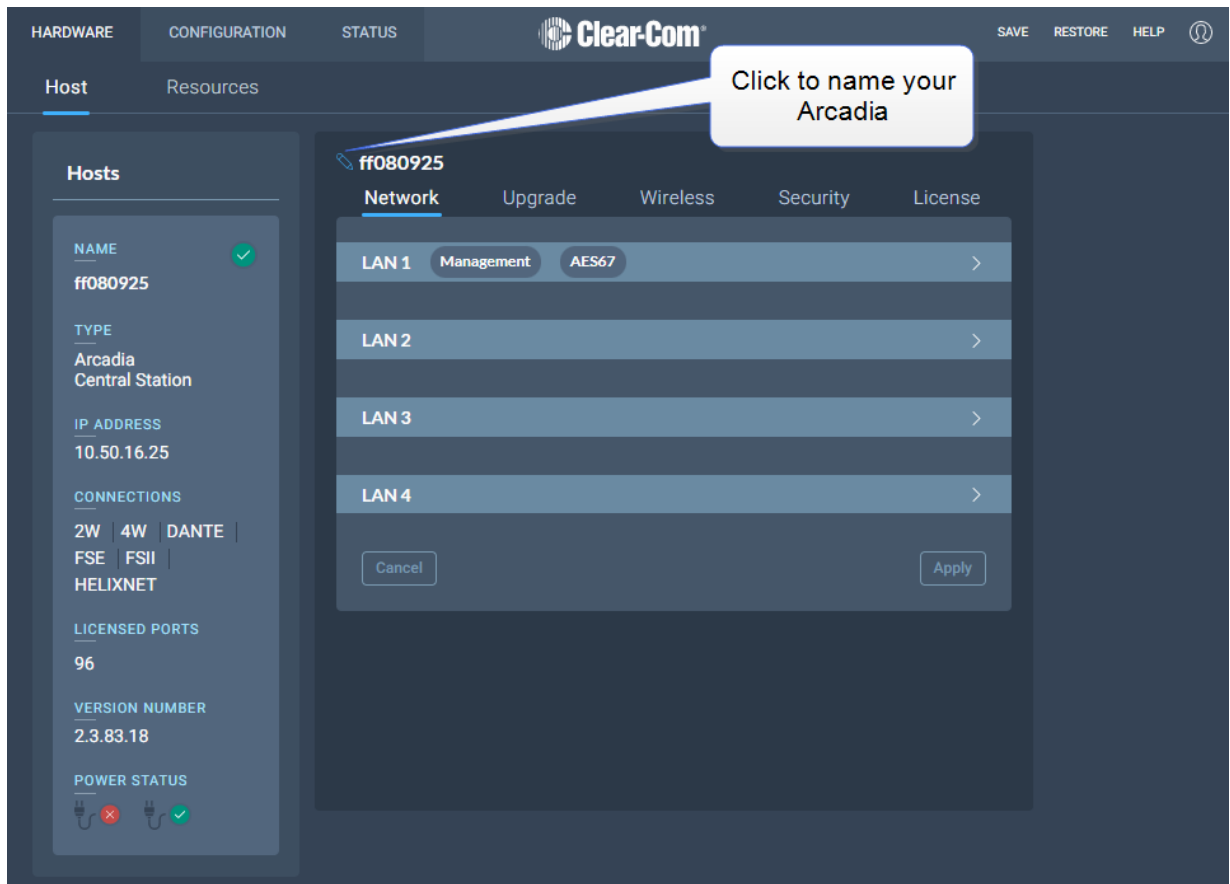 HARDWARE CONFIGURATION STATUS Clear-Com® SAVE RESTORE HELP
Host Resources
Click to name your
Arcadia
Hosts
NAME
ff080925
TYPE
Arcadia
Central Station
IP ADDRESS
10.50.16.25
CONNECTIONS
2W 4W DANTE
FSE FSII
HELIXNET
LICENSED PORTS
96
VERSION NUMBER
2.3.83.18
POWER STATUS
ff080925
Network Upgrade Wireless Security License
LAN 1 Management AES67
LAN 2
LAN 3
LAN 4
Cancel Apply